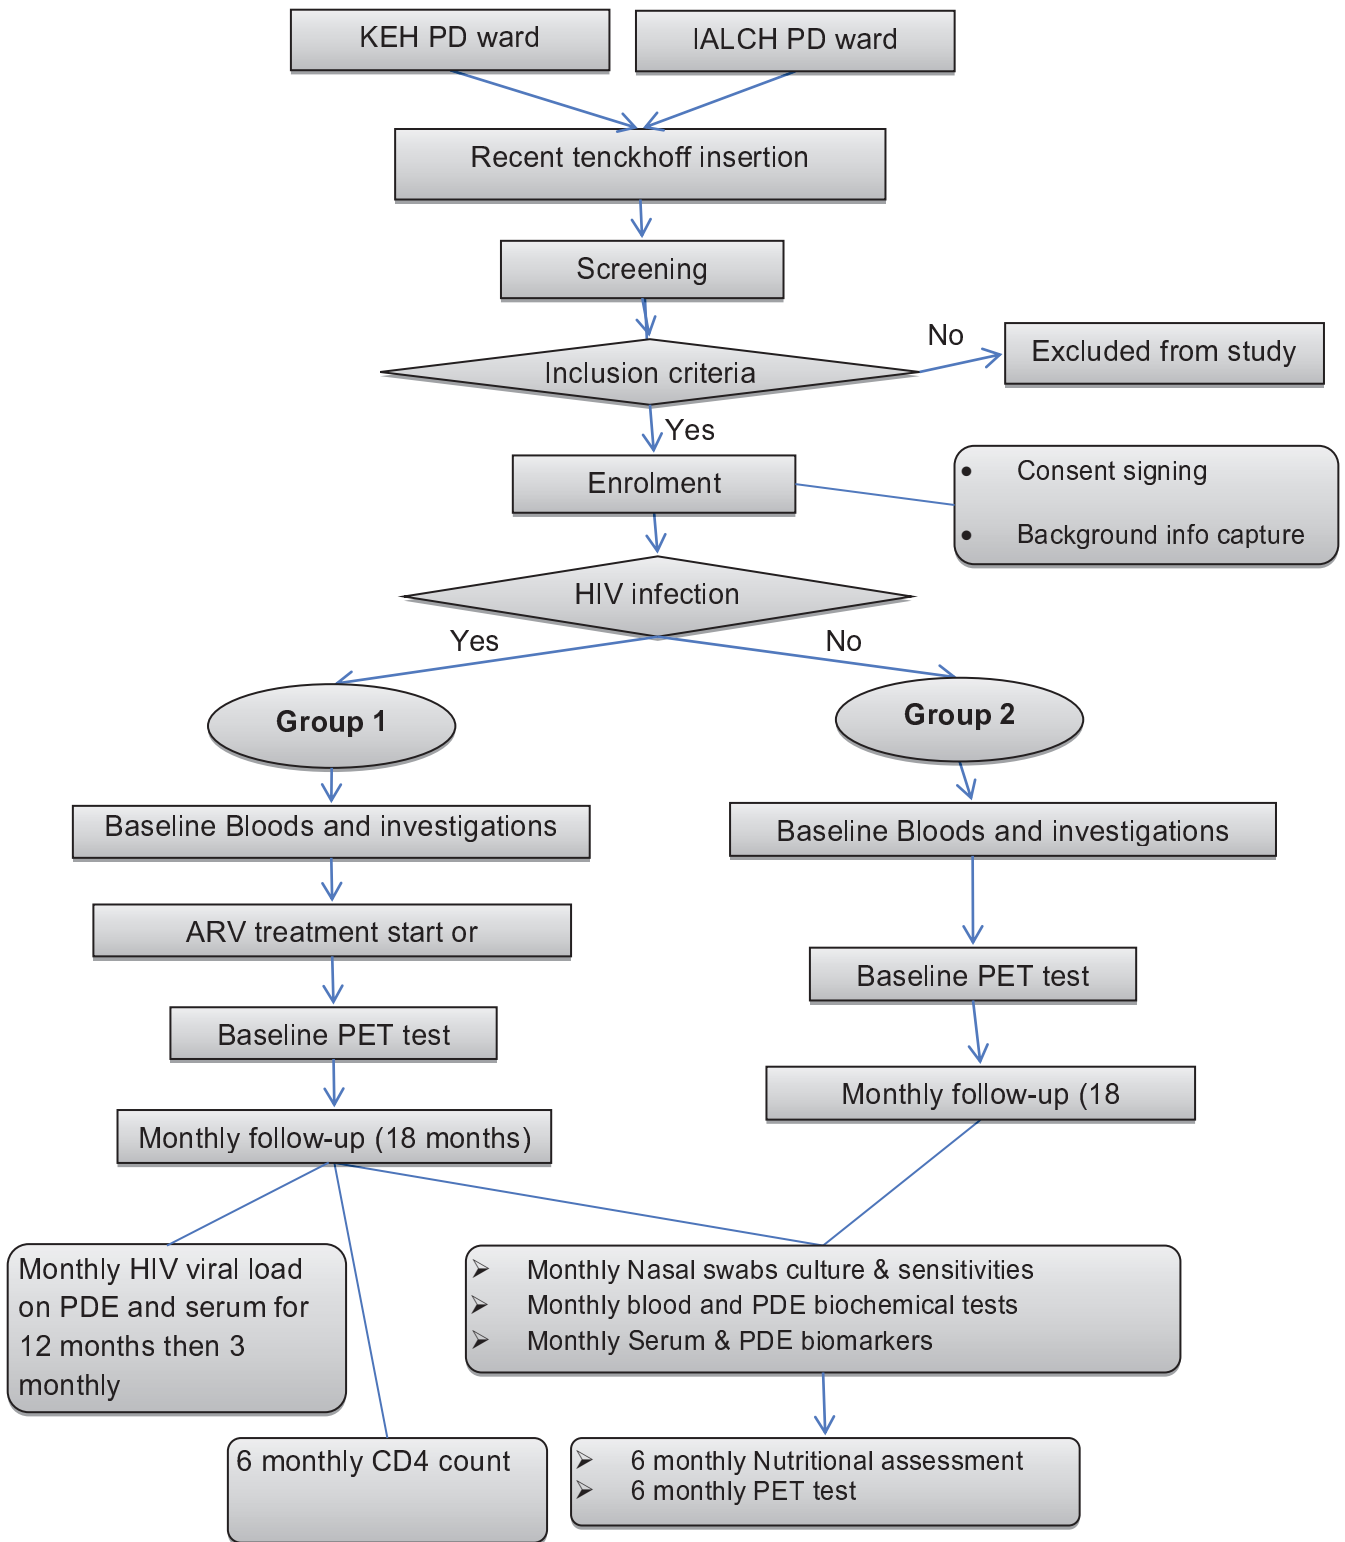 KEH PD ward
IALCH PD ward
Recent tenckhoff insertion
Screening
Inclusion criteria
No
Excluded from study
Yes
Enrolment
• Consent signing
• Background info capture
HIV infection
Yes
No
Group 1
Group 2
Baseline Bloods and investigations
Baseline Bloods and investigations
ARV treatment start or
Baseline PET test
Baseline PET test
Monthly follow-up (18
Monthly follow-up (18 months)
Monthly HIV viral load
on PDE and serum for
12 months then 3
monthly
➢ Monthly Nasal swabs culture & sensitivities
➢ Monthly blood and PDE biochemical tests
➢ Monthly Serum & PDE biomarkers
6 monthly CD4 count
➢ 6 monthly Nutritional assessment
➢ 6 monthly PET test